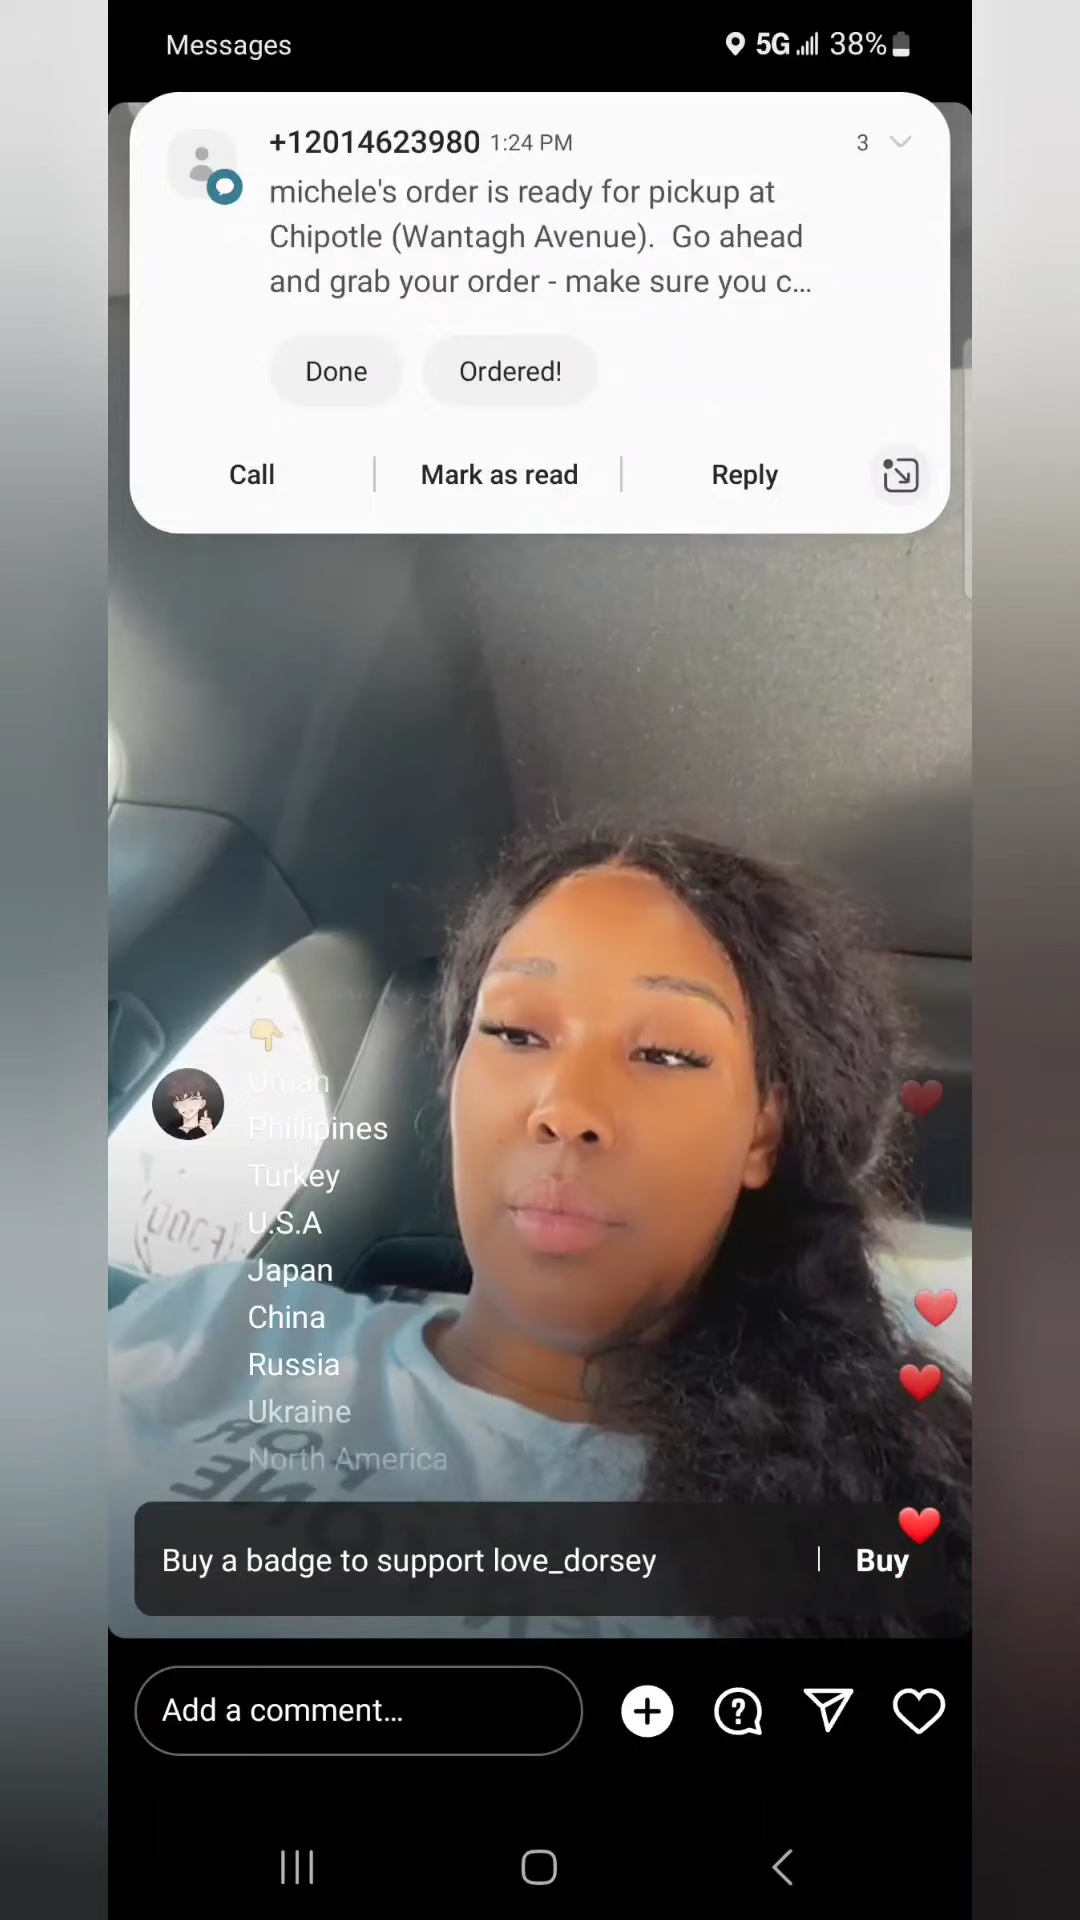 Messages
5G 38%
+12014623980 1:24 PM
3
michele's order is ready for pickup at
Chipotle (Wantagh Avenue).  Go ahead
and grab your order - make sure you c...
Done
Ordered!
Call
Mark as read
Reply
Oman
Phillipines
Turkey
U.S.A
Japan
China
Russia
Ukraine
North America
Buy a badge to support love_dorsey
Buy
Add a comment...